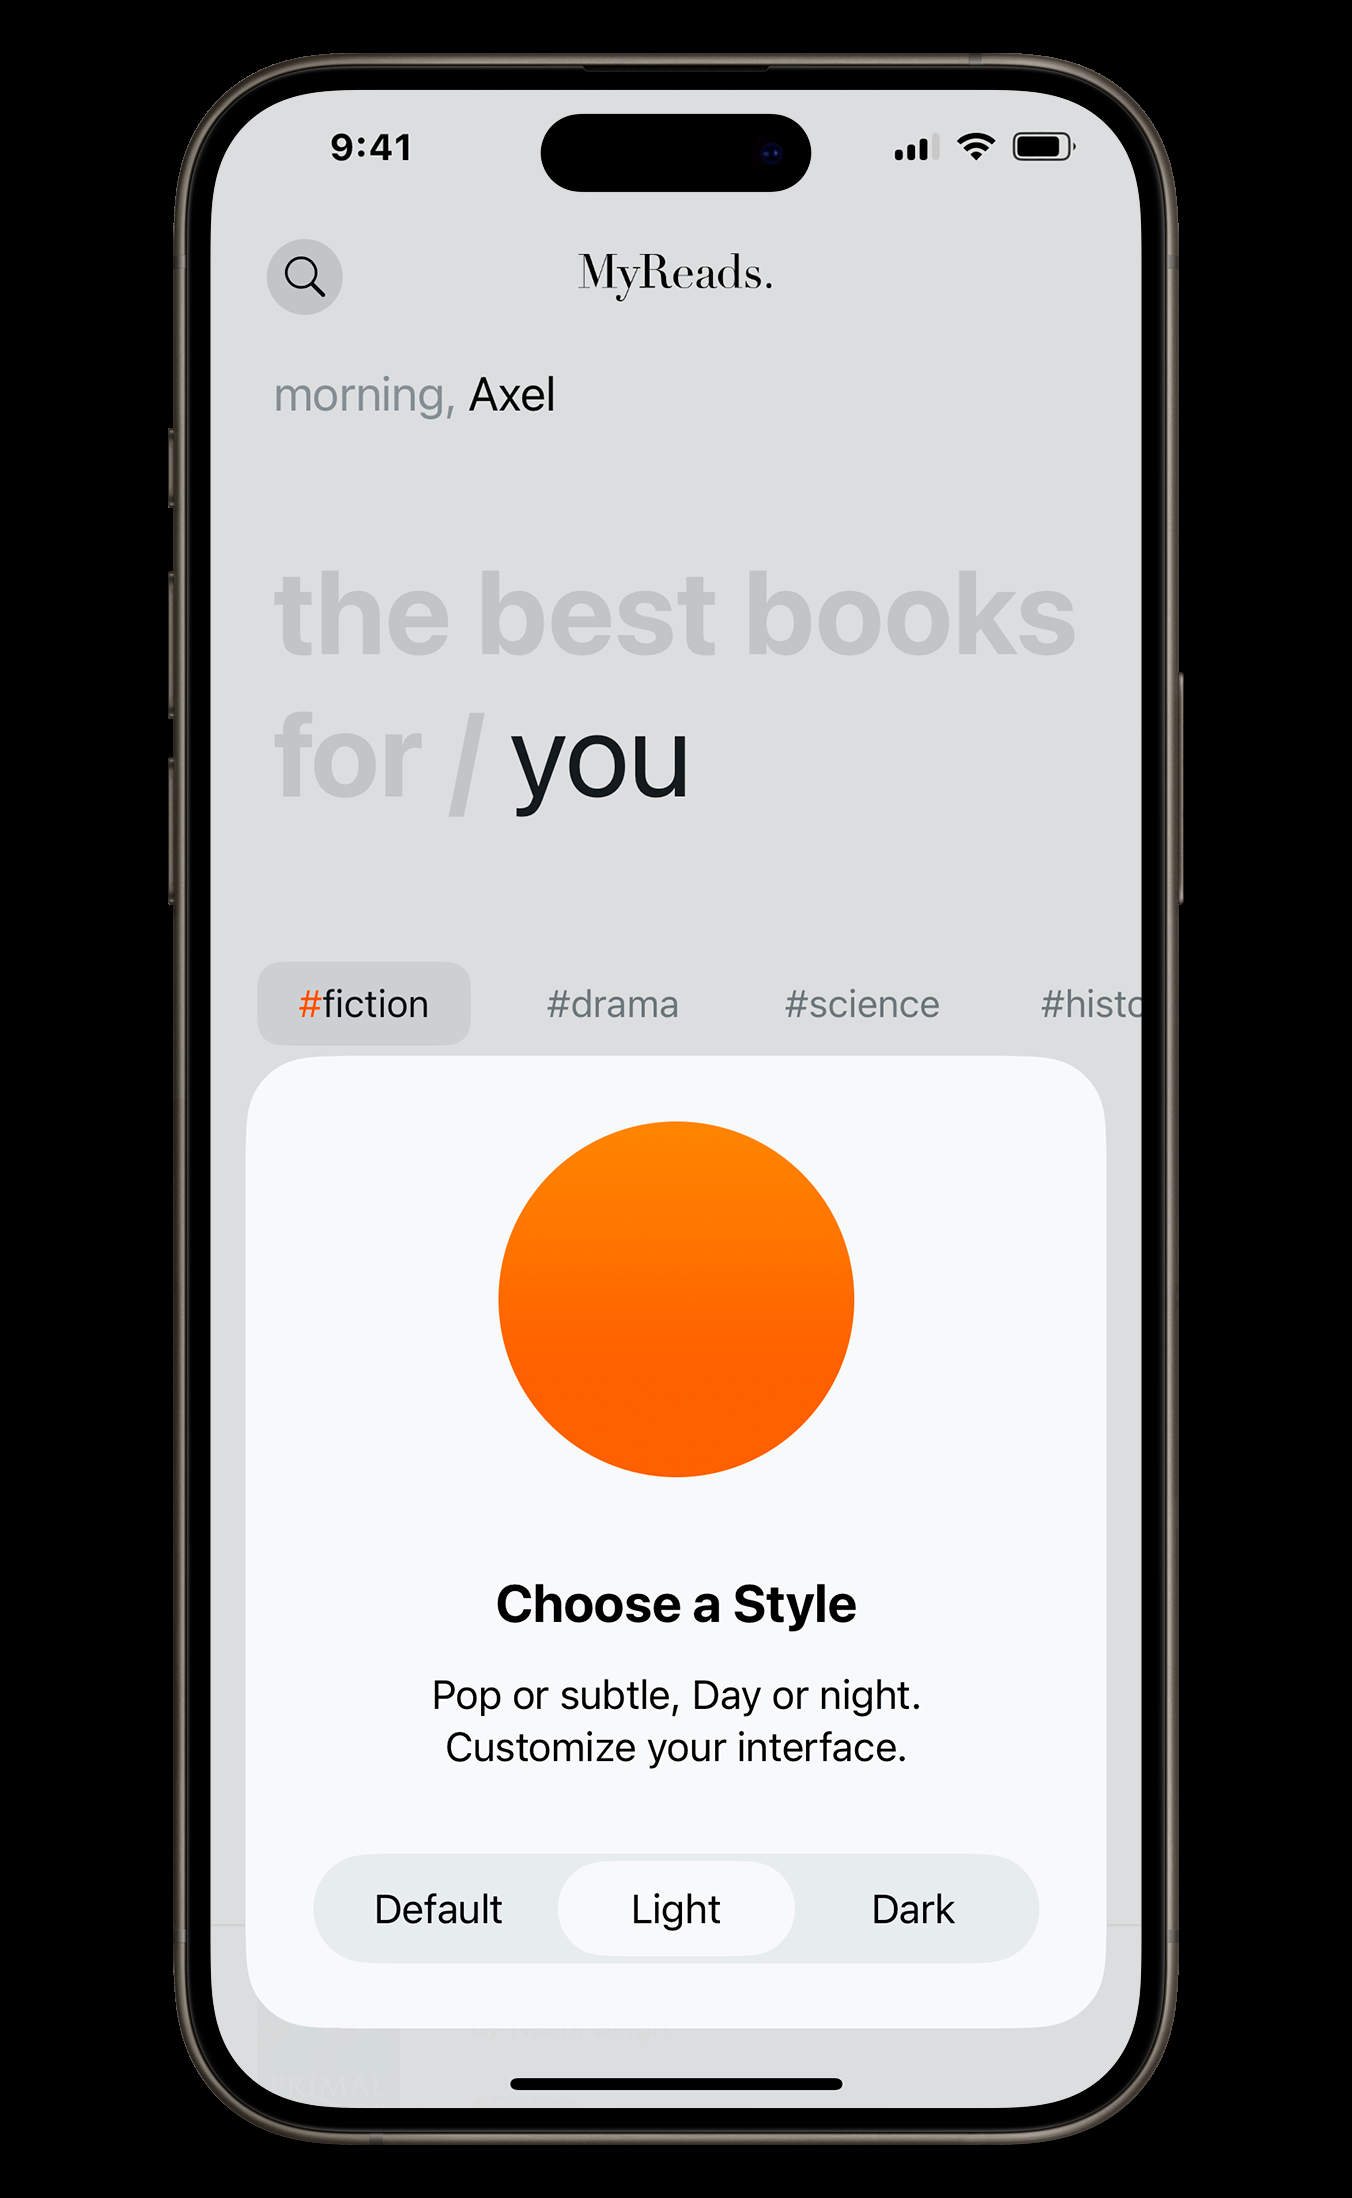 9:41
MyReads.
morning, Axel
the best books
for / you
#fiction #drama #science #histo
Choose a Style
Pop or subtle, Day or night.
Customize your interface.
Default Light Dark
PRIMAL